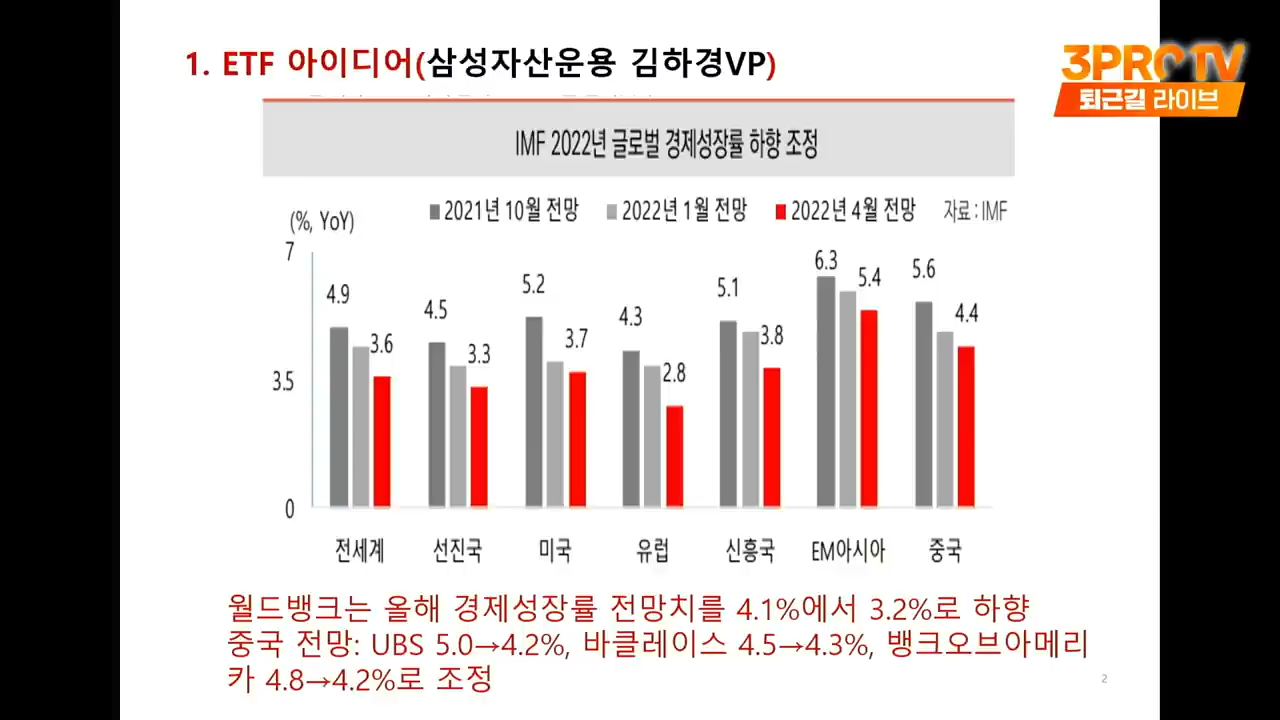 1. ETF 아이디어(삼성자산운용 김하경VP)
3PRO TV
퇴근길 라이브
IMF 2022년 글로벌 경제성장률 하향 조정
(%, YoY)
2021년 10월 전망 2022년 1월 전망 2022년 4월 전망 자료 : IMF
7
3.5
0
4.9 3.6 4.5 3.3 5.2 3.7 4.3 2.8 5.1 3.8 6.3 5.4 5.6 4.4
전세계 선진국 미국 유럽 신흥국 EM아시아 중국
월드뱅크는 올해 경제성장률 전망치를 4.1%에서 3.2%로 하향
중국 전망: UBS 5.0→4.2%, 바클레이스 4.5→4.3%, 뱅크오브아메리
카 4.8→4.2%로 조정
2